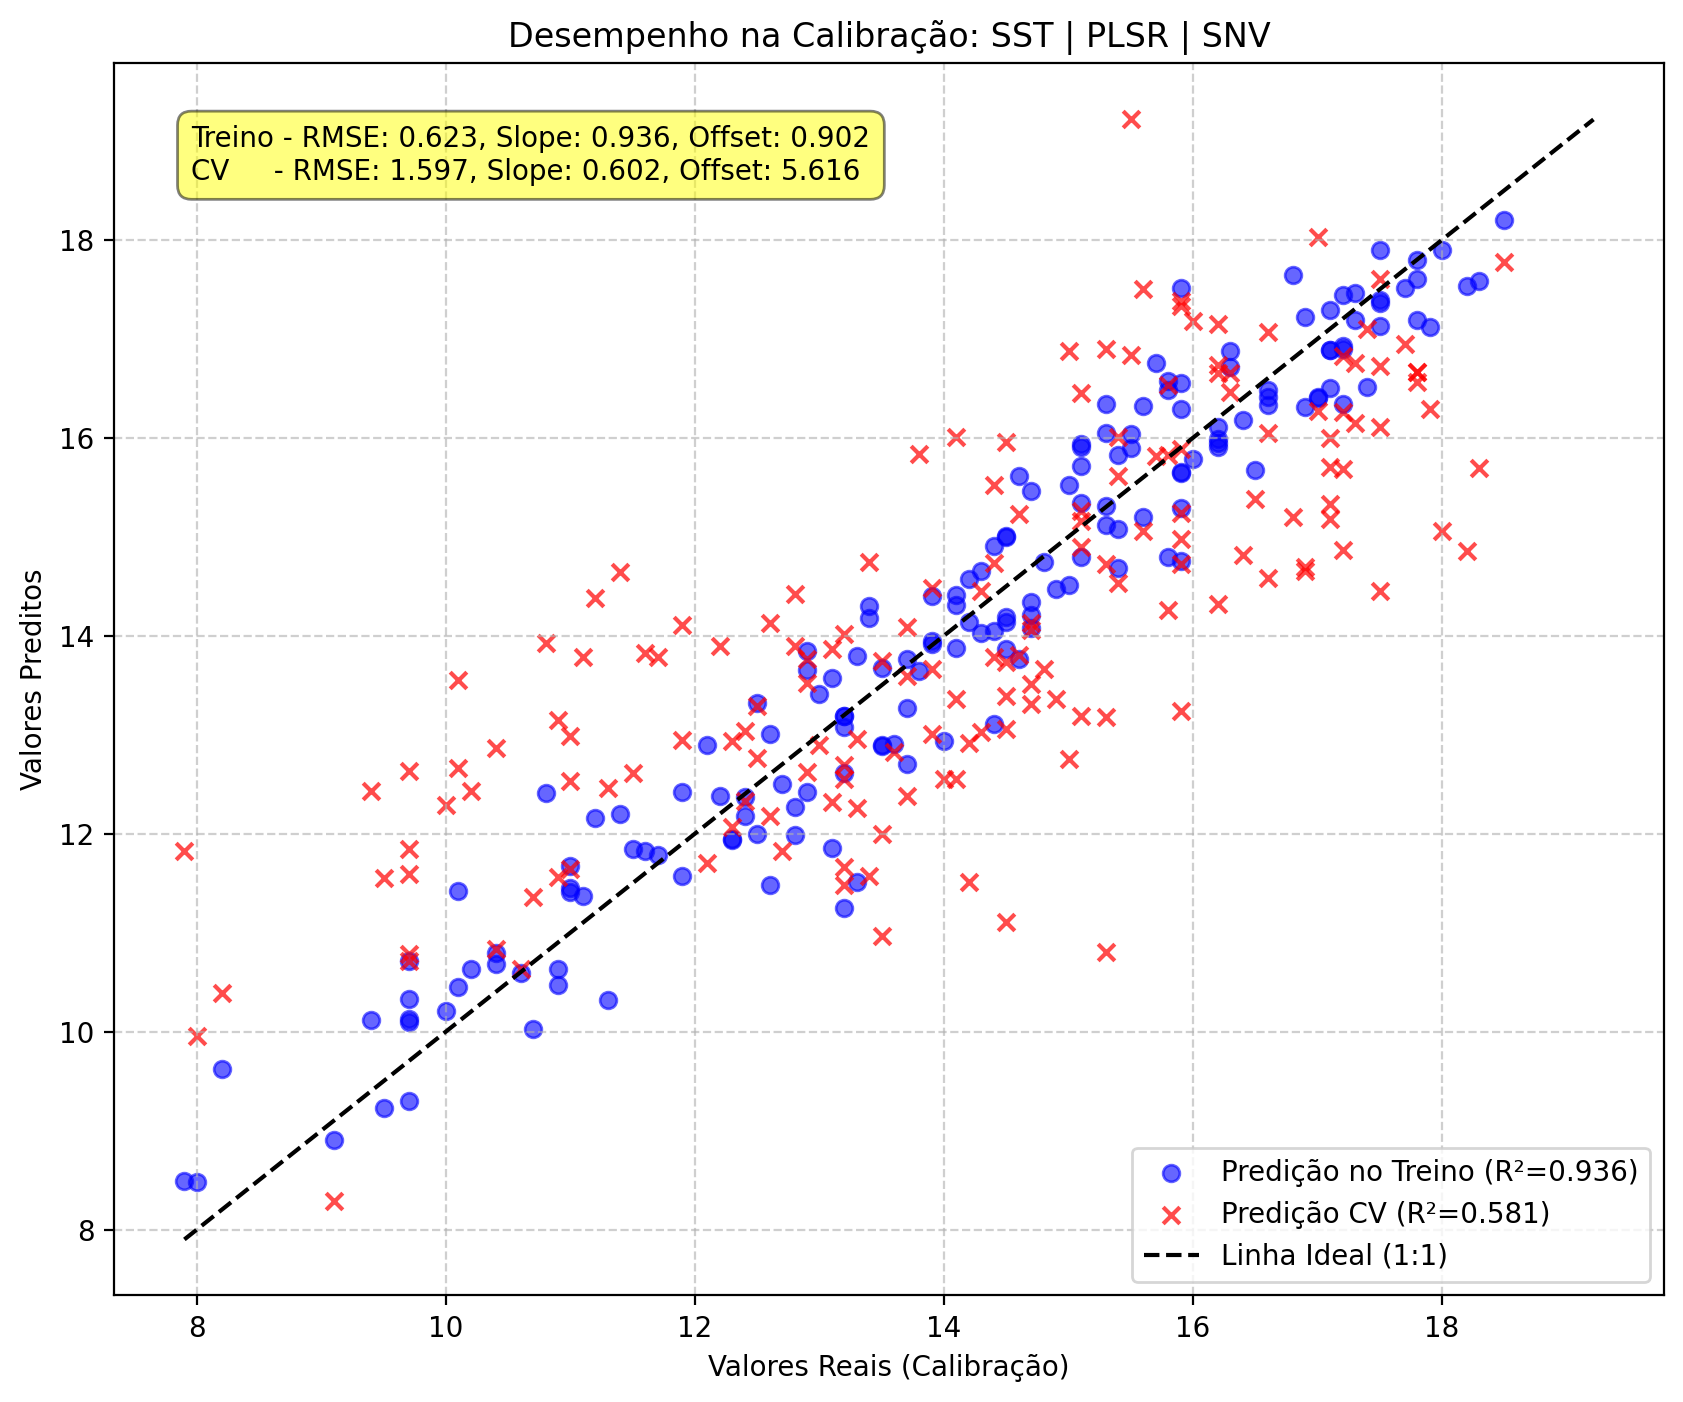 Desempenho na Calibração: SST | PLSR | SNV
Treino - RMSE: 0.623, Slope: 0.936, Offset: 0.902
CV     - RMSE: 1.597, Slope: 0.602, Offset: 5.616
18
16
14
12
10
8
Valores Preditos
Predição no Treino (R²=0.936)
Predição CV (R²=0.581)
Linha Ideal (1:1)
8 10 12 14 16 18
Valores Reais (Calibração)